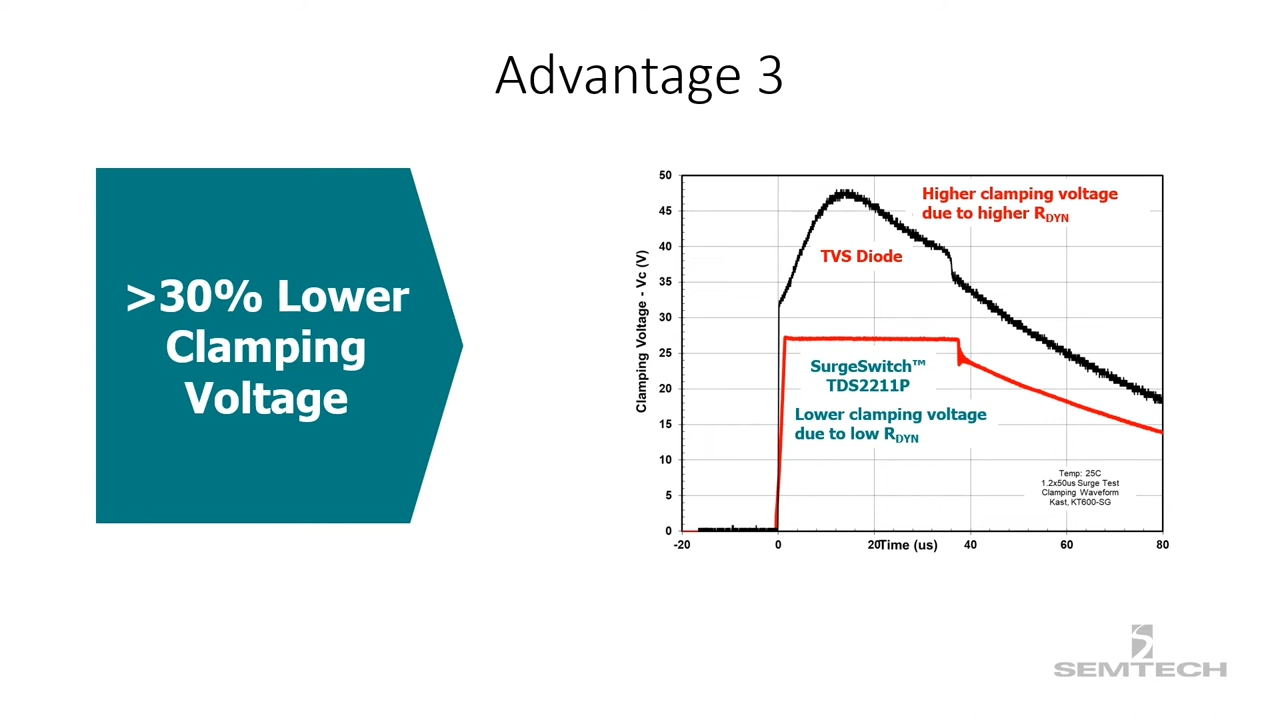 Advantage 3
>30% Lower
Clamping
Voltage
Clamping Voltage - Vc (V)
50
45
40
35
30
25
20
15
10
5
0
Higher clamping voltage
due to higher RDYN
TVS Diode
SurgeSwitch™
TDS2211P
Lower clamping voltage
due to low RDYN
Temp: 25C
1.2x50us Surge Test
Clamping Waveform
Kast, KT600-SG
-20 0 20 40 60 80
Time (us)
SEMTECH